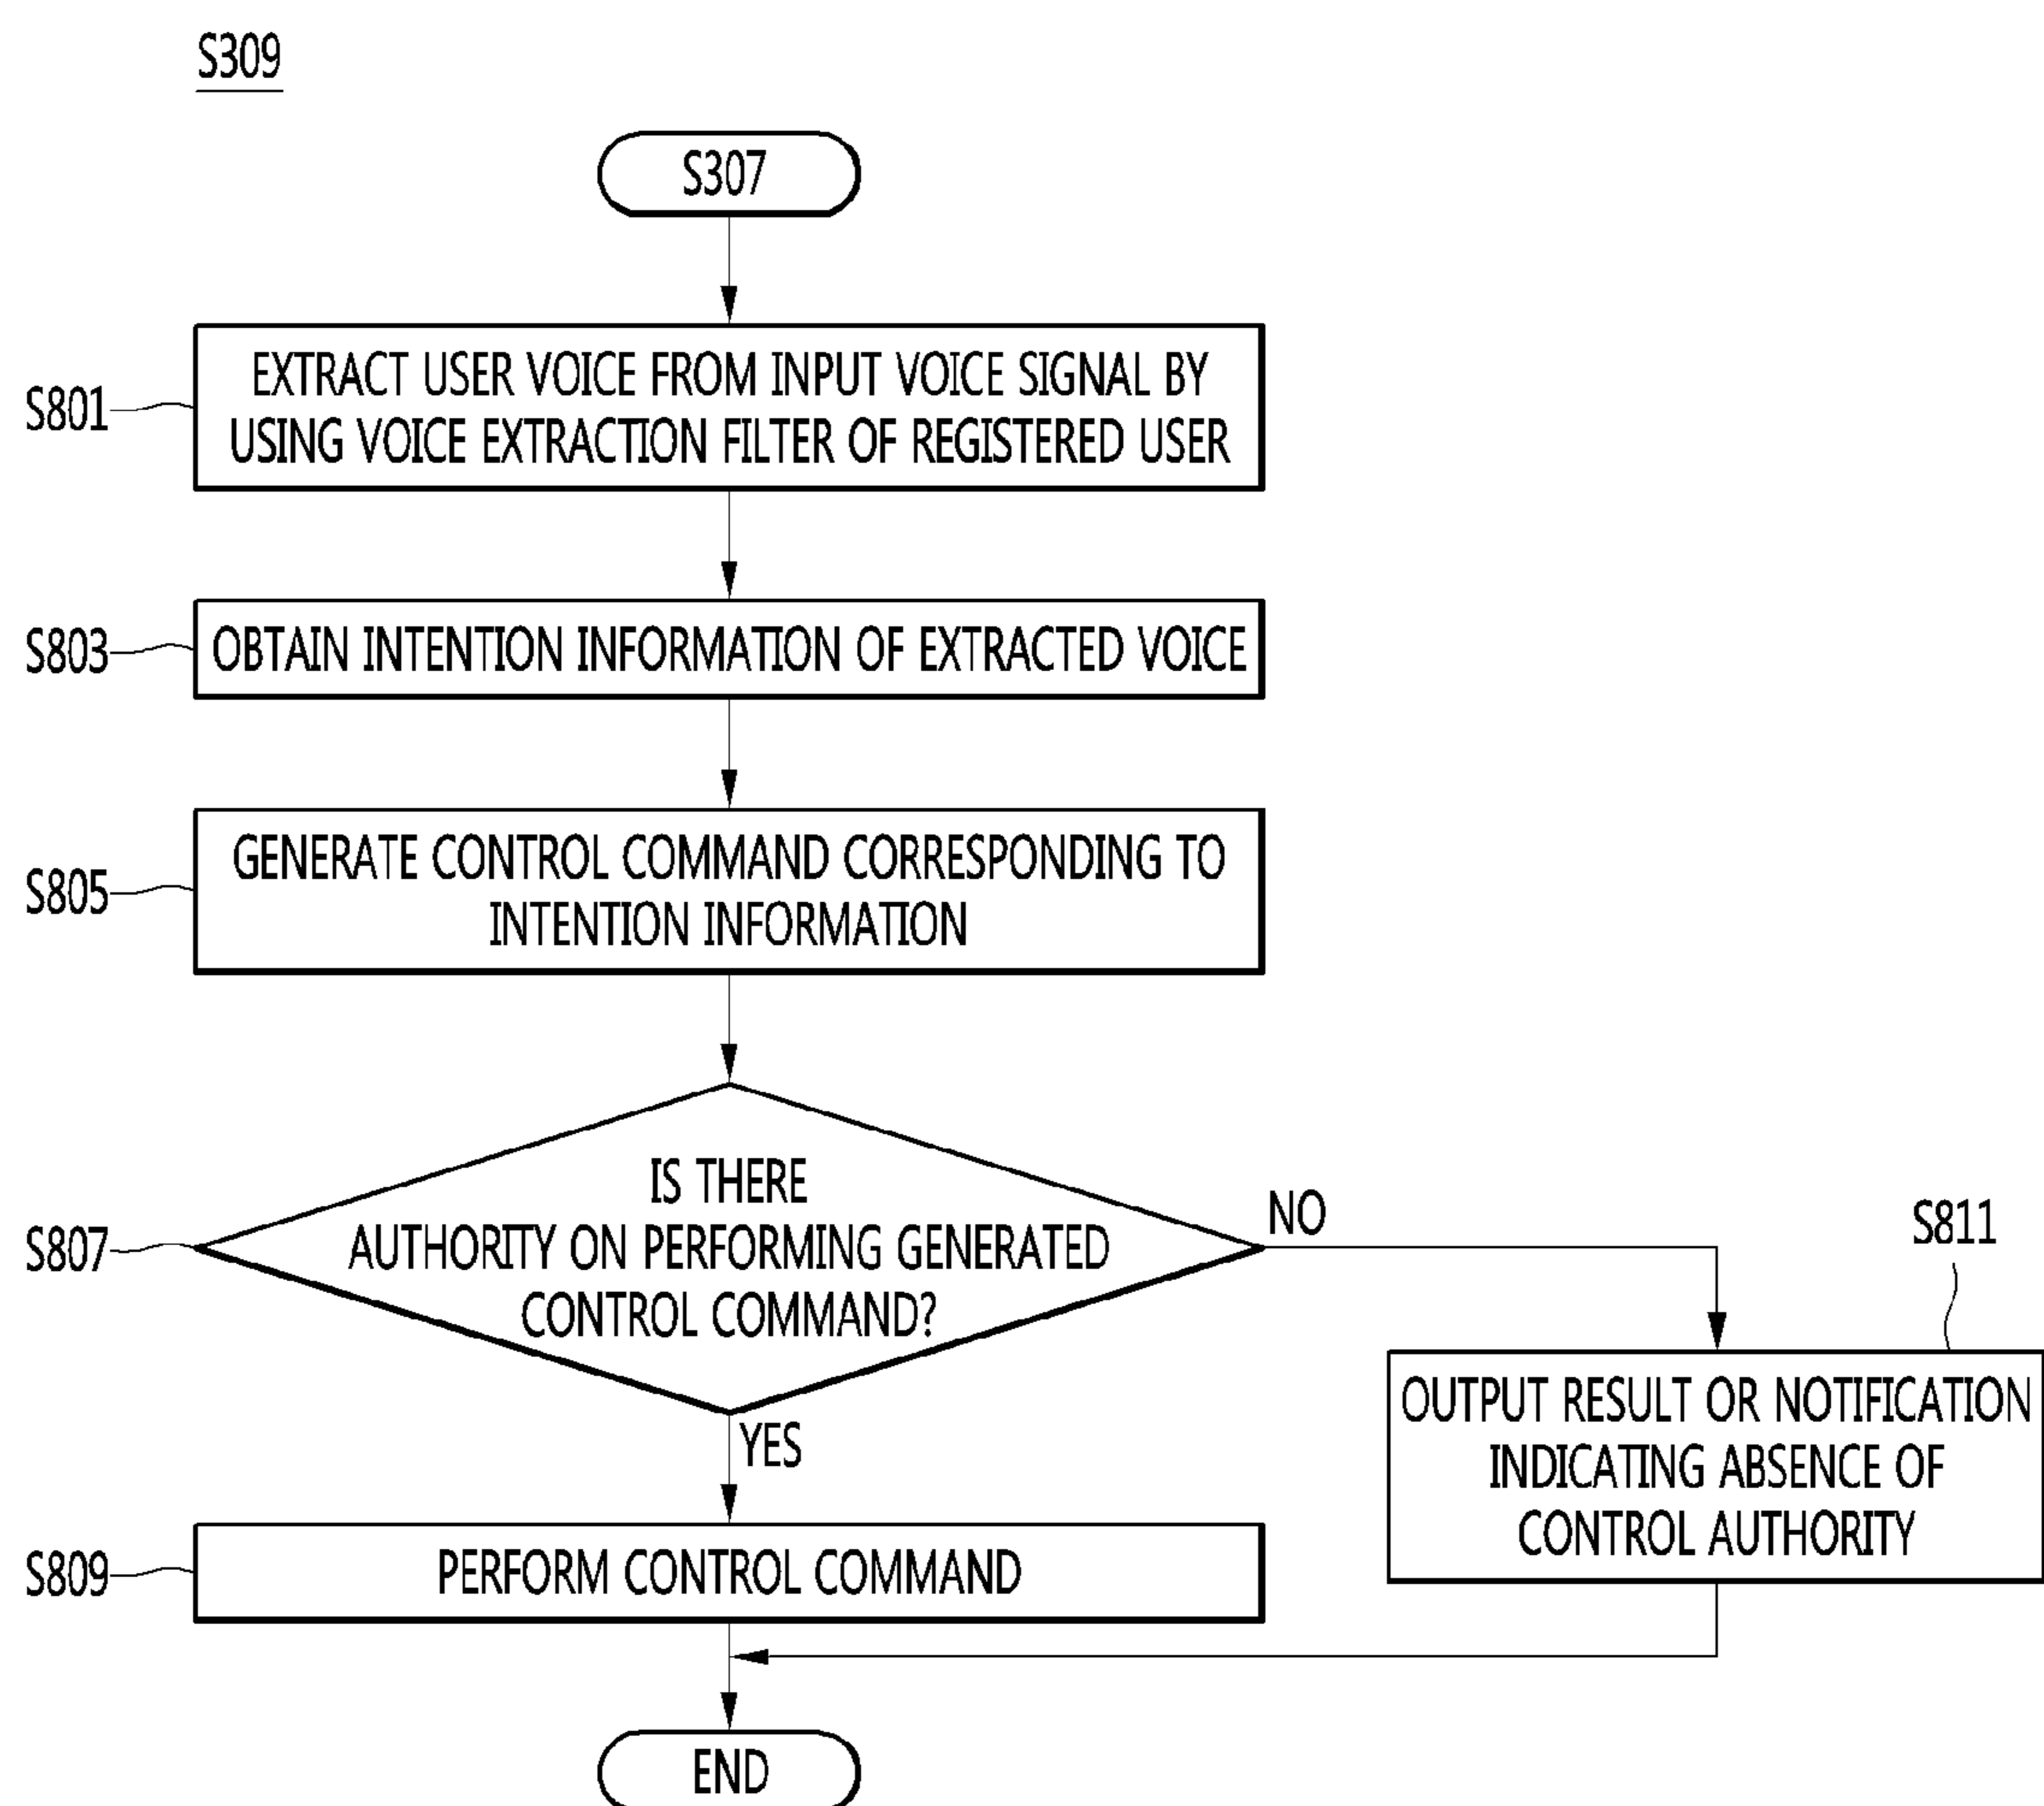 S309
S307
S801
EXTRACT USER VOICE FROM INPUT VOICE SIGNAL BY
USING VOICE EXTRACTION FILTER OF REGISTERED USER
S803
OBTAIN INTENTION INFORMATION OF EXTRACTED VOICE
S805
GENERATE CONTROL COMMAND CORRESPONDING TO
INTENTION INFORMATION
S807
IS THERE
AUTHORITY ON PERFORMING GENERATED
CONTROL COMMAND?
NO
S811
OUTPUT RESULT OR NOTIFICATION
INDICATING ABSENCE OF
CONTROL AUTHORITY
YES
S809
PERFORM CONTROL COMMAND
END